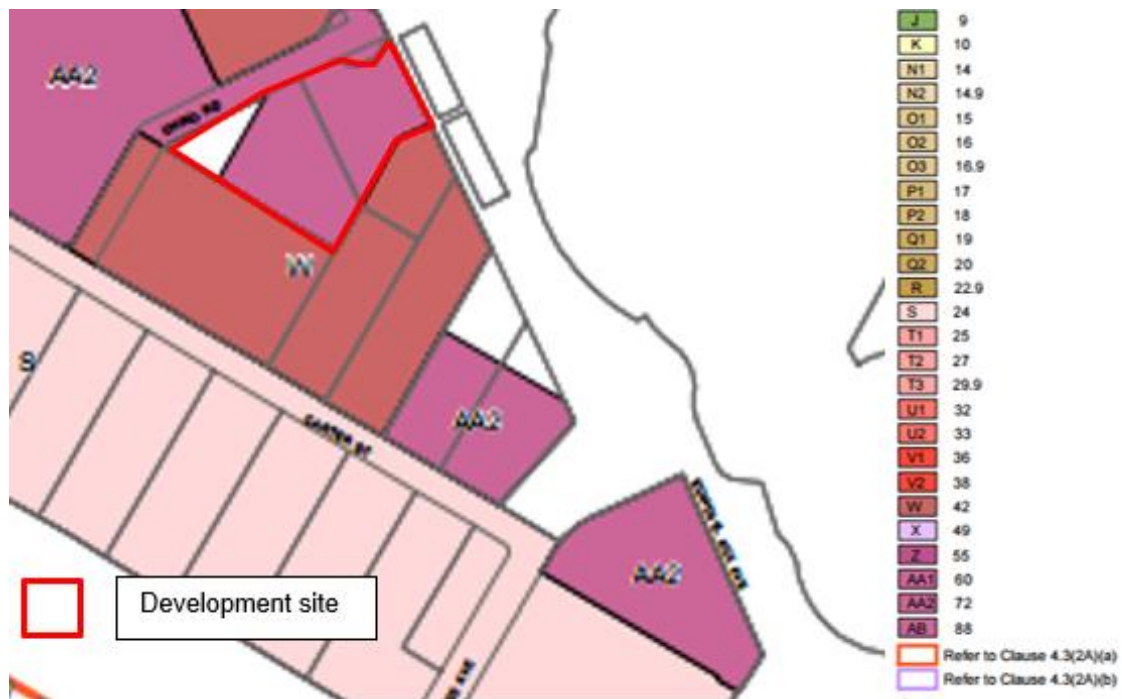 AA2
W
S
CARTER ST
AA2
AA2
Development site
J 9
K 10
N1 14
N2 14.9
O1 15
O2 16
O3 16.9
P1 17
P2 18
Q1 19
Q2 20
R 22.9
S 24
T1 25
T2 27
T3 29.9
U1 32
U2 33
V1 36
V2 38
W 42
X 49
Z 55
AA1 60
AA2 72
AB 88
Refer to Clause 4.3(2A)(a)
Refer to Clause 4.3(2A)(b)